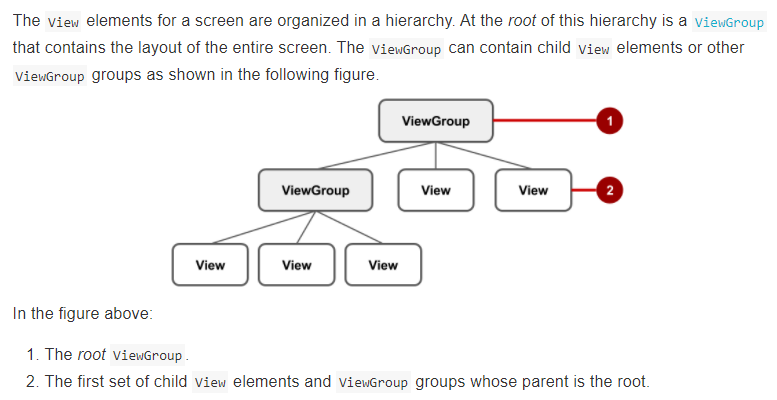 The View elements for a screen are organized in a hierarchy. At the root of this hierarchy is a ViewGroup
that contains the layout of the entire screen. The ViewGroup can contain child View elements or other
ViewGroup groups as shown in the following figure.
ViewGroup
1
ViewGroup
View
View
2
View
View
View
In the figure above:
1. The root ViewGroup.
2. The first set of child View elements and ViewGroup groups whose parent is the root.